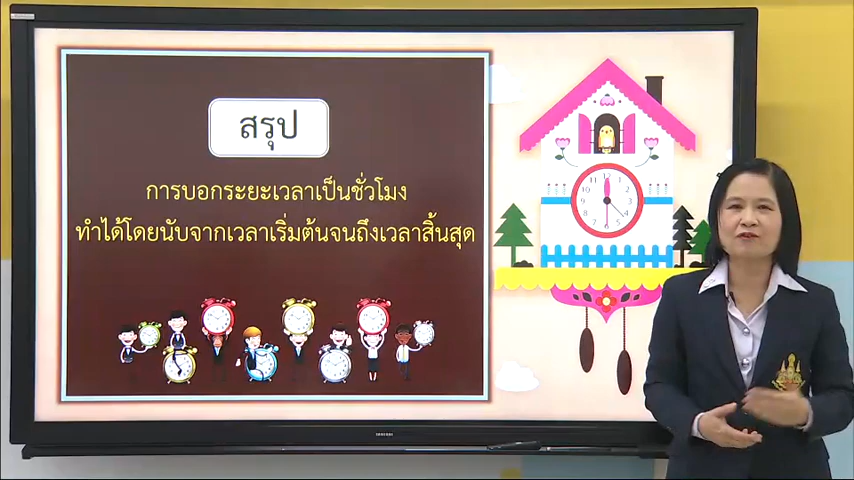 สรุป
การบอกระยะเวลาเป็นชั่วโมง
ทำได้โดยนับจากเวลาเริ่มต้นจนถึงเวลาสิ้นสุด